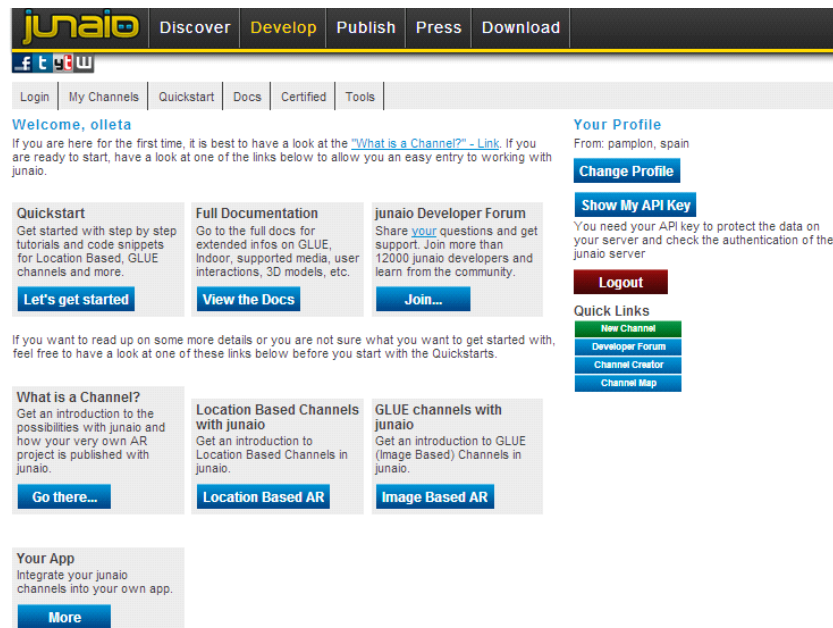 junaio
Discover
Develop
Publish
Press
Download
f t yt W
Login
My Channels
Quickstart
Docs
Certified
Tools
Welcome, olleta
If you are here for the first time, it is best to have a look at the "What is a Channel?" - Link. If you
are ready to start, have a look at one of the links below to allow you an easy entry to working with
junaio.
Quickstart
Get started with step by step
tutorials and code snippets
for Location Based, GLUE
channels and more.
Let's get started
Full Documentation
Go to the full docs for
extended infos on GLUE,
Indoor, supported media, user
interactions, 3D models, etc.
View the Docs
junaio Developer Forum
Share your questions and get
support. Join more than
12000 junaio developers and
learn from the community.
Join...
If you want to read up on some more details or you are not sure what you want to get started with,
feel free to have a look at one of these links below before you start with the Quickstarts.
What is a Channel?
Get an introduction to the
possibilities with junaio and
how your very own AR
project is published with
junaio.
Go there...
Location Based Channels
with junaio
Get an introduction to
Location Based Channels in
junaio.
Location Based AR
GLUE channels with
junaio
Get an introduction to GLUE
(Image Based) Channels in
junaio.
Image Based AR
Your App
Integrate your junaio
channels into your own app.
More
Your Profile
From: pamplon, spain
Change Profile
Show My API Key
You need your API key to protect the data on
your server and check the authentication of the
junaio server
Logout
Quick Links
New Channel
Developer Forum
Channel Creator
Channel Map